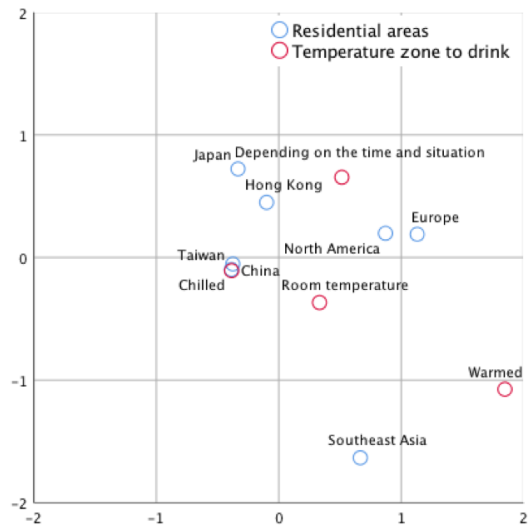 2
Residential areas
Temperature zone to drink
1
Japan
Depending on the time and situation
Hong Kong
Europe
North America
0
Taiwan
China
Chilled
Room temperature
-1
Warmed
Southeast Asia
-2
-2
-1
0
1
2